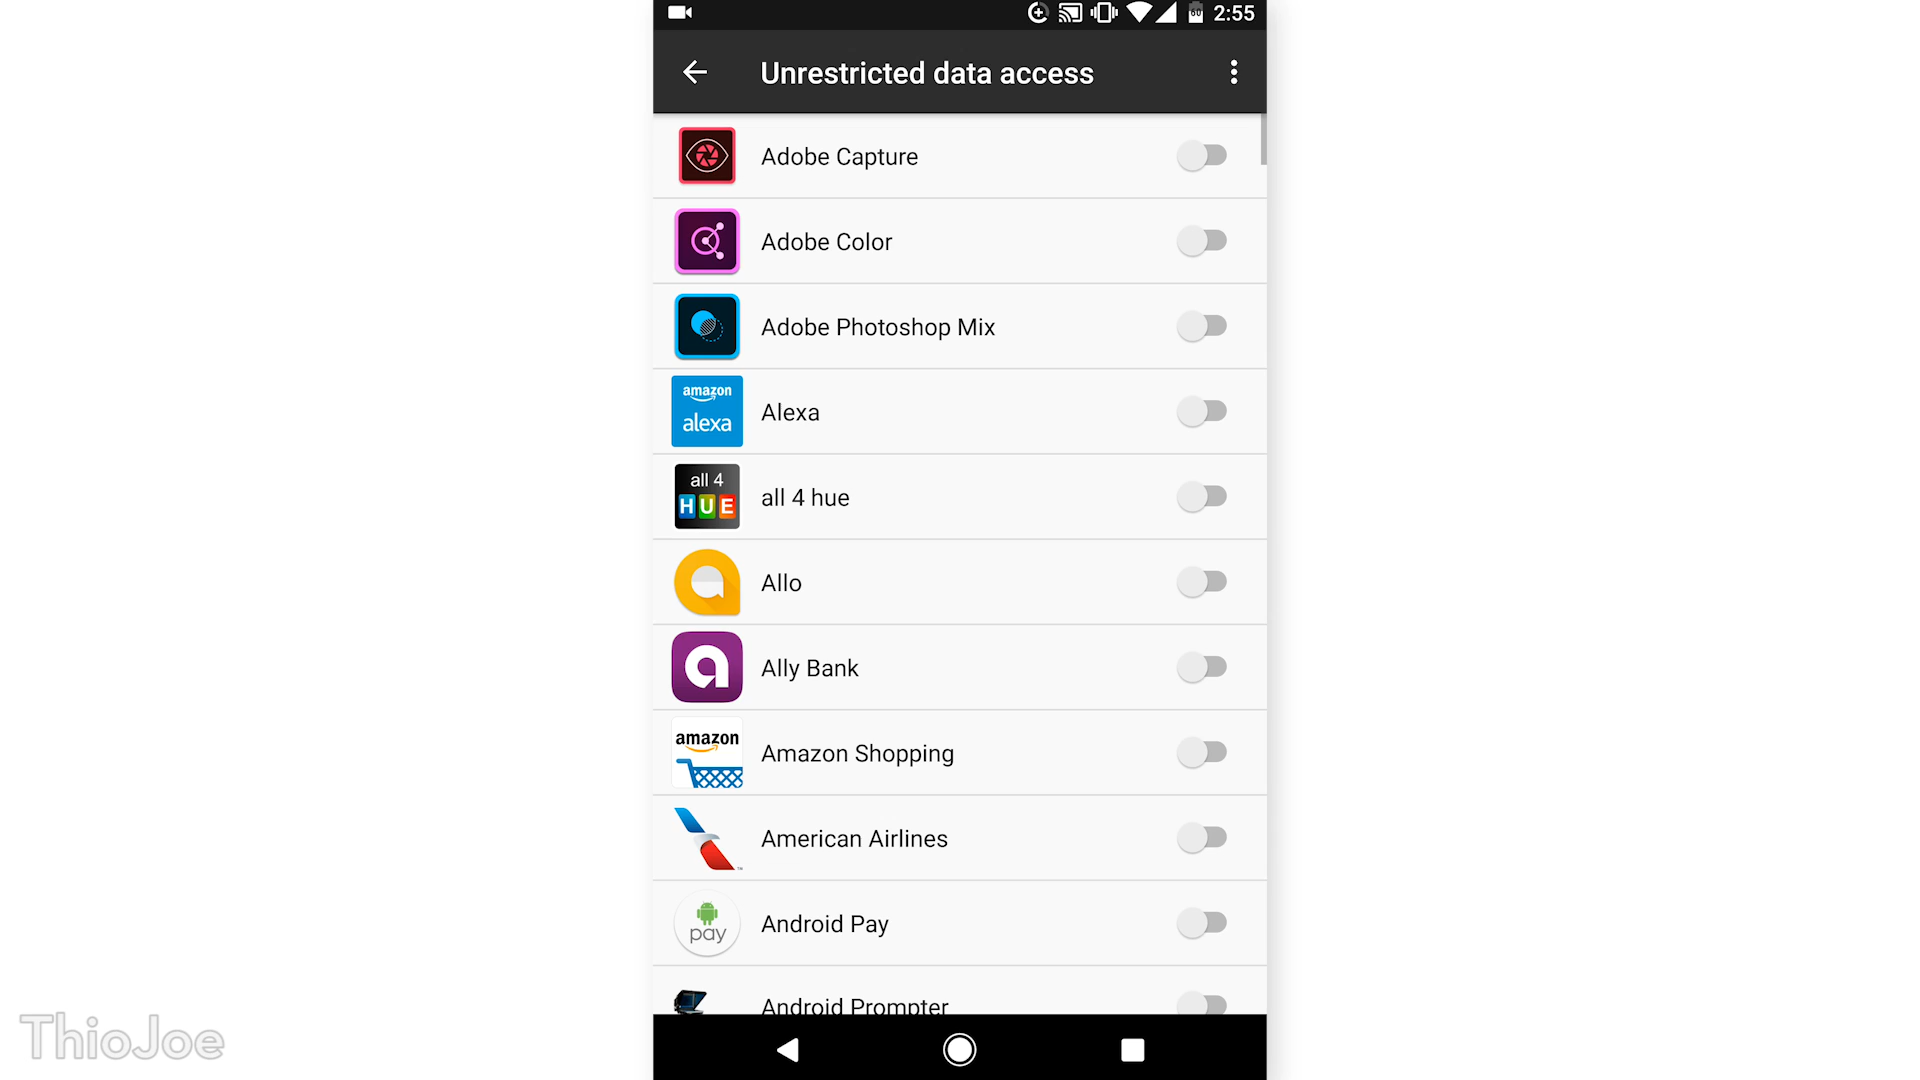 60 2:55
Unrestricted data access
Adobe Capture
Adobe Color
Adobe Photoshop Mix
amazon
alexa
Alexa
all 4
HUE
all 4 hue
Allo
Ally Bank
amazon
Amazon Shopping
American Airlines
pay
Android Pay
Android Prompter
ThioJoe